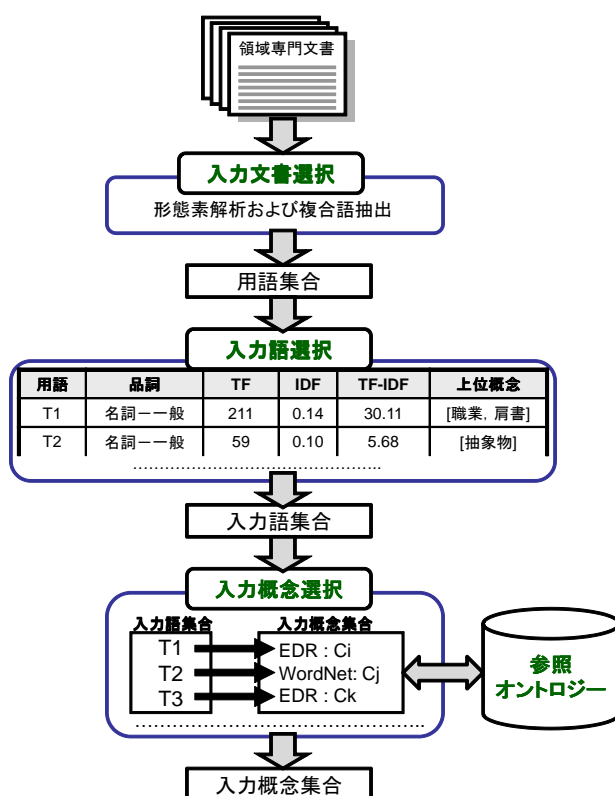 領域専門文書
入力文書選択
形態素解析および複合語抽出
用語集合
入力語選択
用語 品詞 TF IDF TF-IDF 上位概念
T1 名詞ー一般 211 0.14 30.11 [職業, 肩書]
T2 名詞ー一般 59 0.10 5.68 [抽象物]
……………………………………
入力語集合
入力概念選択
入力語集合 入力概念集合
T1 EDR : Ci
T2 WordNet: Cj
T3 EDR : Ck
……………………………………………
参照
オントロジー
入力概念集合